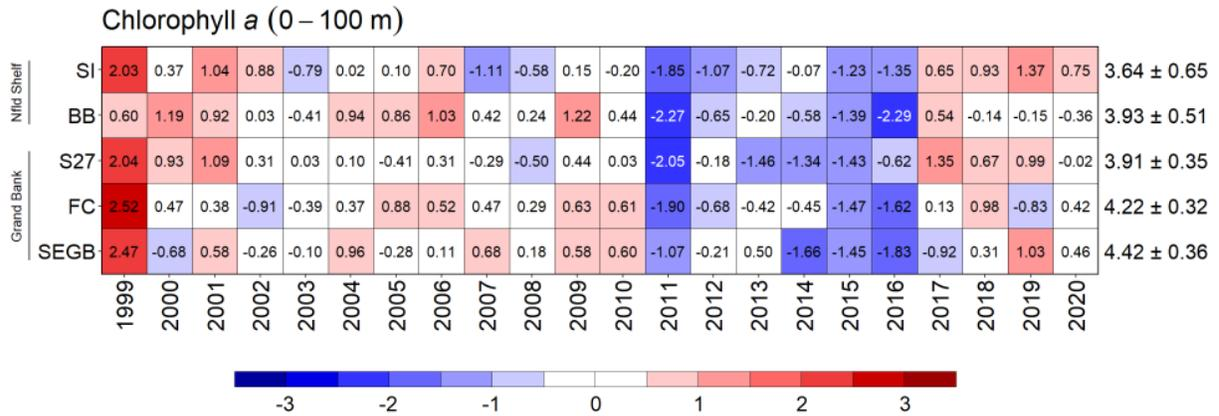 Chlorophyll a (0 – 100 m)
Nfld Shelf
SI 2.03 0.37 1.04 0.88 -0.79 0.02 0.10 0.70 -1.11 -0.58 0.15 -0.20 -1.85 -1.07 -0.72 -0.07 -1.23 -1.35 0.65 0.93 1.37 0.75 3.64 ± 0.65
BB 0.60 1.19 0.92 0.03 -0.41 0.94 0.86 1.03 0.42 0.24 1.22 0.44 -2.27 -0.65 -0.20 -0.58 -1.39 -2.29 0.54 -0.14 -0.15 -0.36 3.93 ± 0.51
Grand Bank
S27 2.04 0.93 1.09 0.31 0.03 0.10 -0.41 0.31 -0.29 -0.50 0.44 0.03 -2.05 -0.18 -1.46 -1.34 -1.43 -0.62 1.35 0.67 0.99 -0.02 3.91 ± 0.35
FC 2.52 0.47 0.38 -0.91 -0.39 0.37 0.88 0.52 0.47 0.29 0.63 0.61 -1.90 -0.68 -0.42 -0.45 -1.47 -1.62 0.13 0.98 -0.83 0.42 4.22 ± 0.32
SEGB 2.47 -0.68 0.58 -0.26 -0.10 0.96 -0.28 0.11 0.68 0.18 0.58 0.60 -1.07 -0.21 0.50 -1.66 -1.45 -1.83 -0.92 0.31 1.03 0.46 4.42 ± 0.36
1999 2000 2001 2002 2003 2004 2005 2006 2007 2008 2009 2010 2011 2012 2013 2014 2015 2016 2017 2018 2019 2020
-3 -2 -1 0 1 2 3